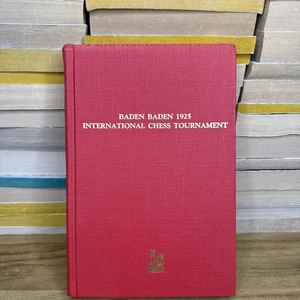 BADEN BADEN 1925
INTERNATIONAL CHESS TOURNAMENT